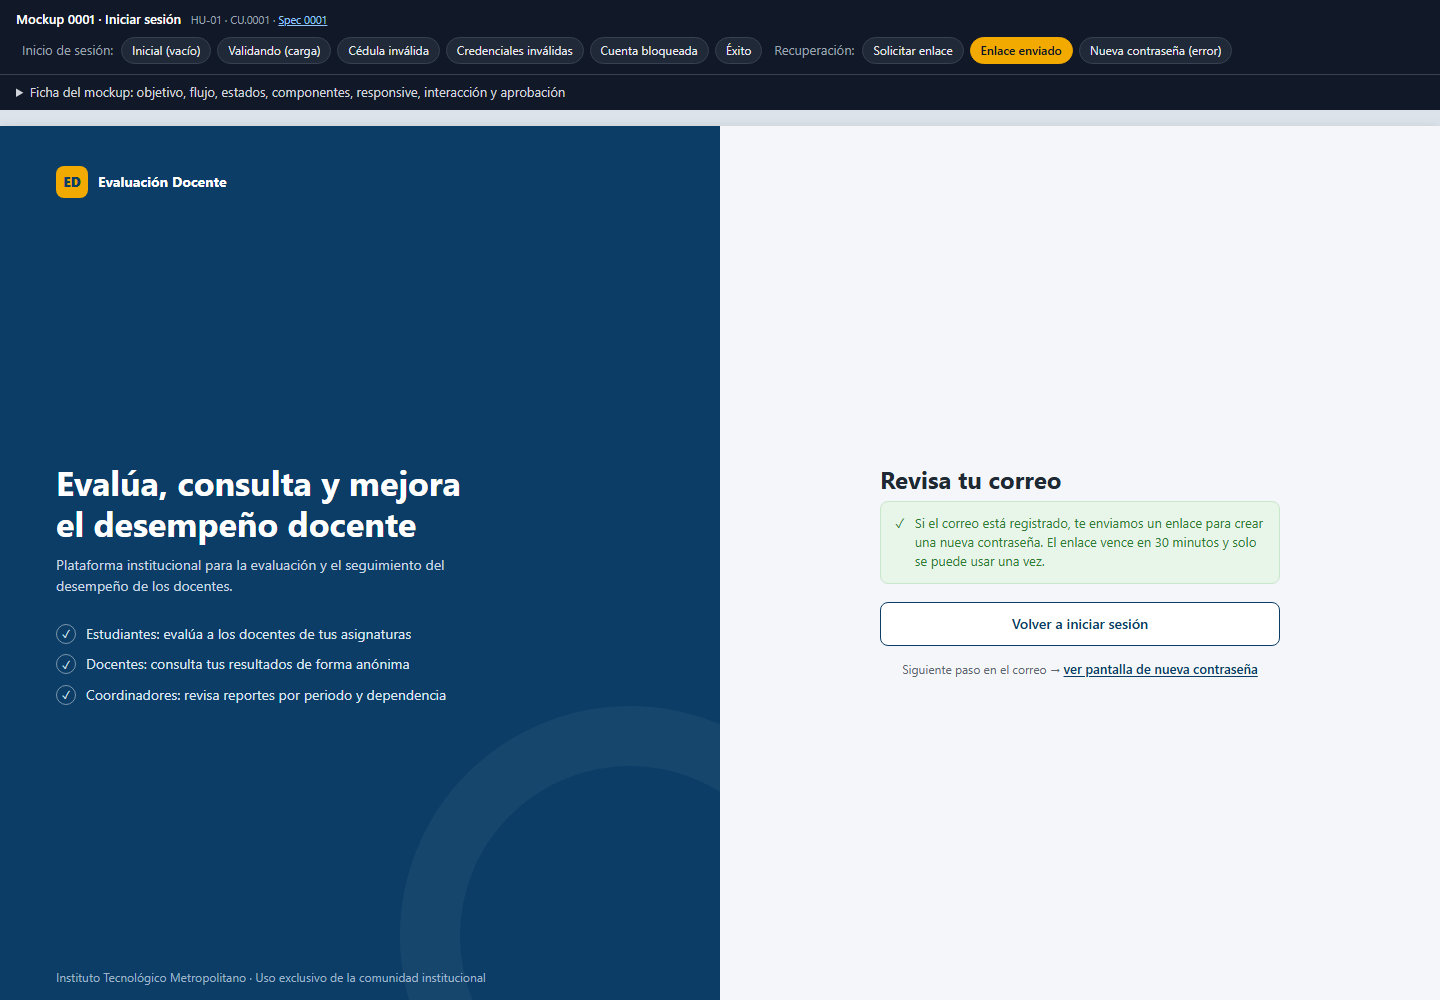 Mockup 0001 · Iniciar sesión HU-01 · CU.0001 · Spec 0001
Inicio de sesión: Inicial (vacío) Validando (carga) Cédula inválida Credenciales inválidas Cuenta bloqueada Éxito Recuperación: Solicitar enlace Enlace enviado Nueva contraseña (error)
Ficha del mockup: objetivo, flujo, estados, componentes, responsive, interacción y aprobación
ED Evaluación Docente
Evalúa, consulta y mejora
el desempeño docente
Plataforma institucional para la evaluación y el seguimiento del
desempeño de los docentes.
Estudiantes: evalúa a los docentes de tus asignaturas
Docentes: consulta tus resultados de forma anónima
Coordinadores: revisa reportes por periodo y dependencia
Instituto Tecnológico Metropolitano · Uso exclusivo de la comunidad institucional
Revisa tu correo
Si el correo está registrado, te enviamos un enlace para crear
una nueva contraseña. El enlace vence en 30 minutos y solo
se puede usar una vez.
Volver a iniciar sesión
Siguiente paso en el correo → ver pantalla de nueva contraseña